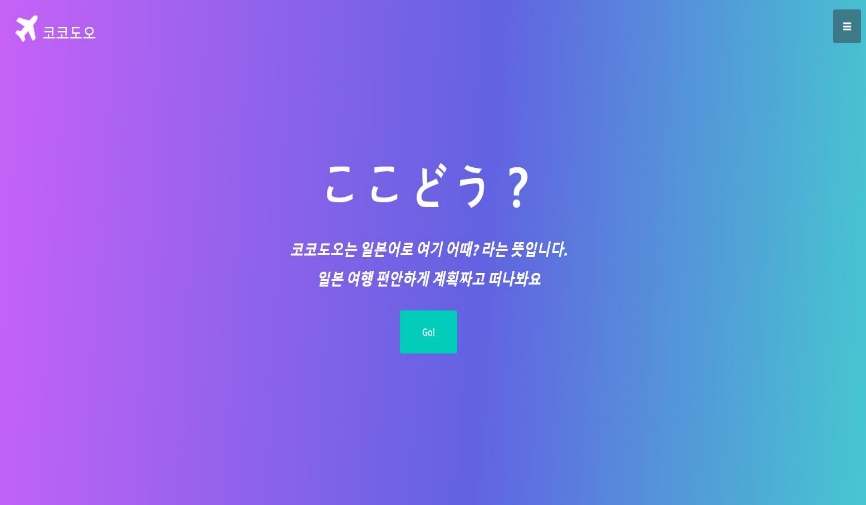 코코도오
ここどう？
코코도오는 일본어로 여기 어때? 라는 뜻입니다.
일본 여행 편안하게 계획짜고 떠나봐요
Go!